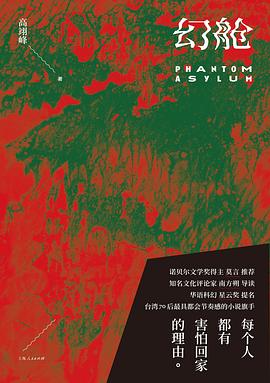 幻舱
PHANTOM
ASYLUM
高翊峰
著
诺贝尔文学奖得主 莫言 推荐
知名文化评论家 南方朔 导读
华语科幻 星云奖 提名
台湾70后最具都会节奏感的小说旗手
每个人
都有
害怕回家
的理由。
上海人民出版社